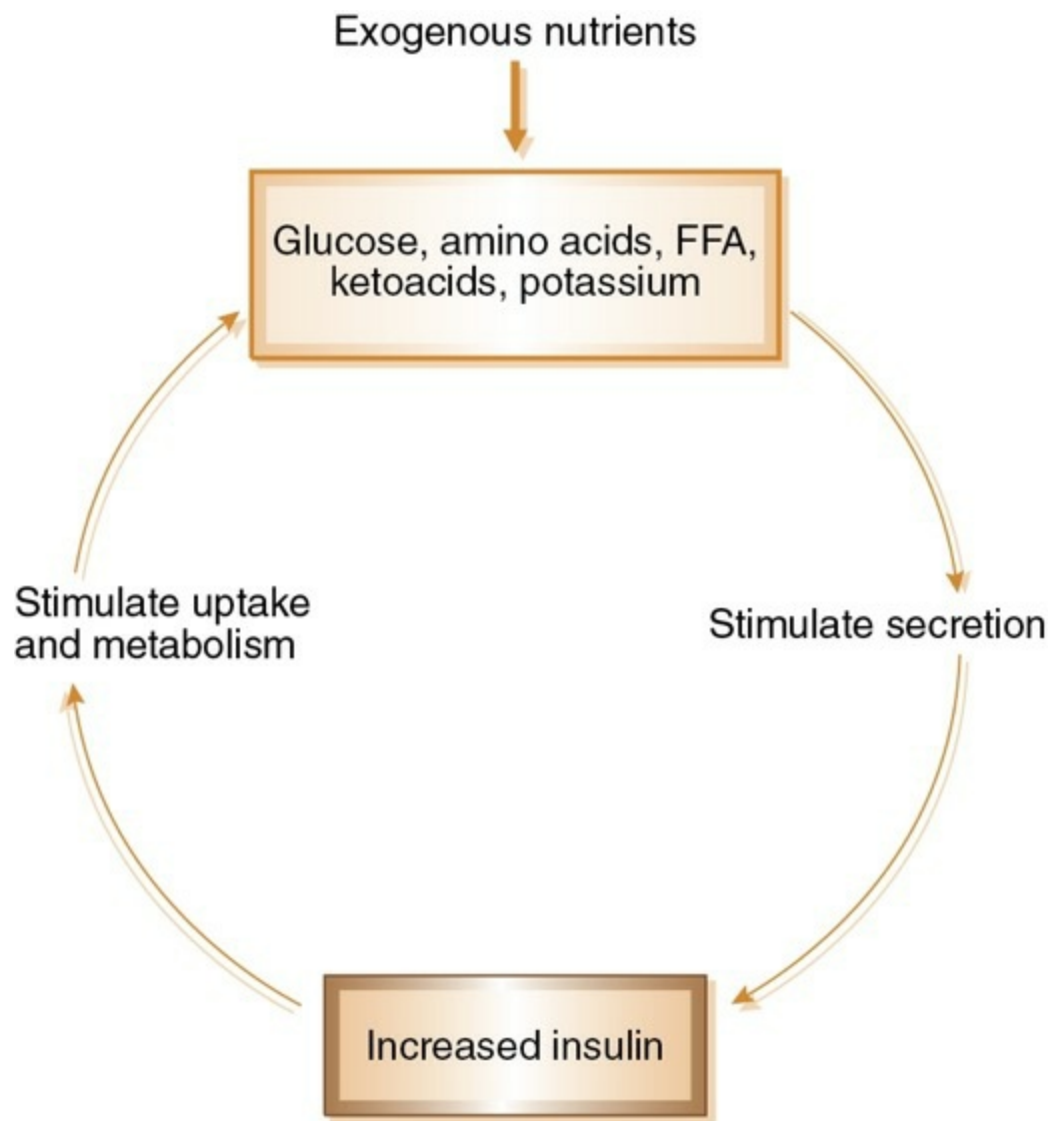 Exogenous nutrients
Glucose, amino acids, FFA,
ketoacids, potassium
Stimulate uptake
and metabolism
Stimulate secretion
Increased insulin